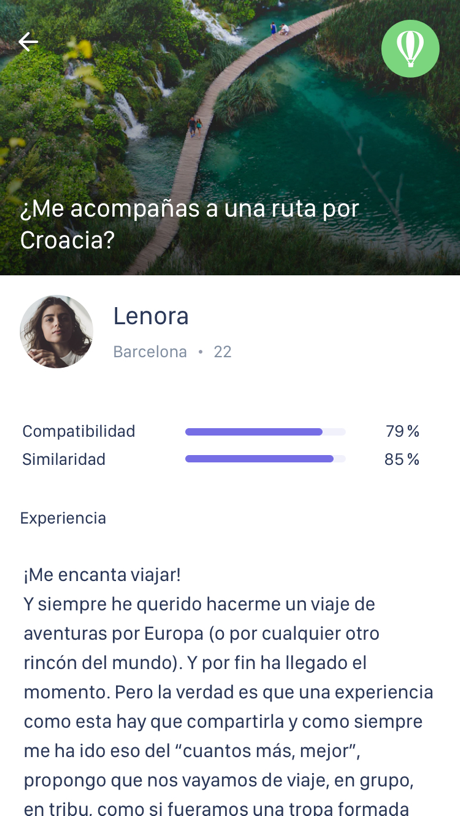 ¿Me acompañas a una ruta por
Croacia?
Lenora
Barcelona • 22
Compatibilidad 79 %
Similaridad 85 %
Experiencia
¡Me encanta viajar!
Y siempre he querido hacerme un viaje de
aventuras por Europa (o por cualquier otro
rincón del mundo). Y por fin ha llegado el
momento. Pero la verdad es que una experiencia
como esta hay que compartirla y como siempre
me ha ido eso del “cuantos más, mejor”,
propongo que nos vayamos de viaje, en grupo,
en tribu, como si fueramos una tropa formada